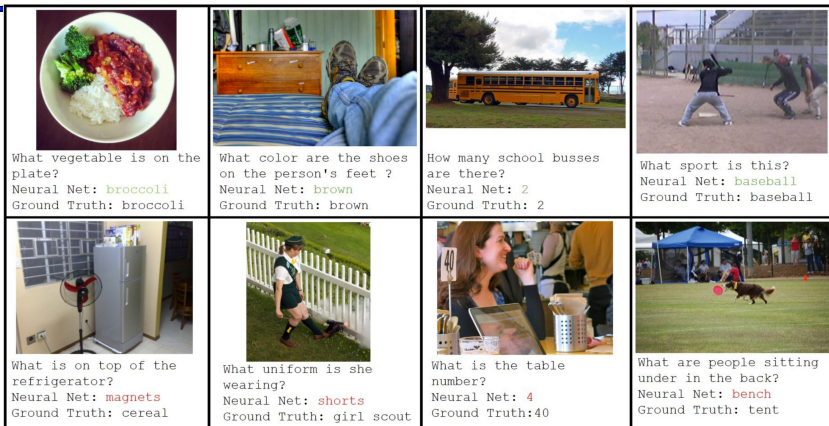 What vegetable is on the
plate?
Neural Net: broccoli
Ground Truth: broccoli
What color are the shoes
on the person's feet ?
Neural Net: brown
Ground Truth: brown
How many school busses
are there?
Neural Net: 2
Ground Truth: 2
What sport is this?
Neural Net: baseball
Ground Truth: baseball
What is on top of the
refrigerator?
Neural Net: magnets
Ground Truth: cereal
What uniform is she
wearing?
Neural Net: shorts
Ground Truth: girl scout
40
What is the table
number?
Neural Net: 4
Ground Truth:40
What are people sitting
under in the back?
Neural Net: bench
Ground Truth: tent